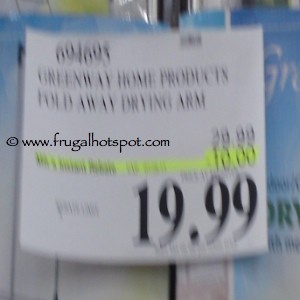 694695
GREENWAY HOME PRODUCTS
FOLD AWAY DRYING ARM
© www.frugalhotspot.com
29.99
10.00
19.99